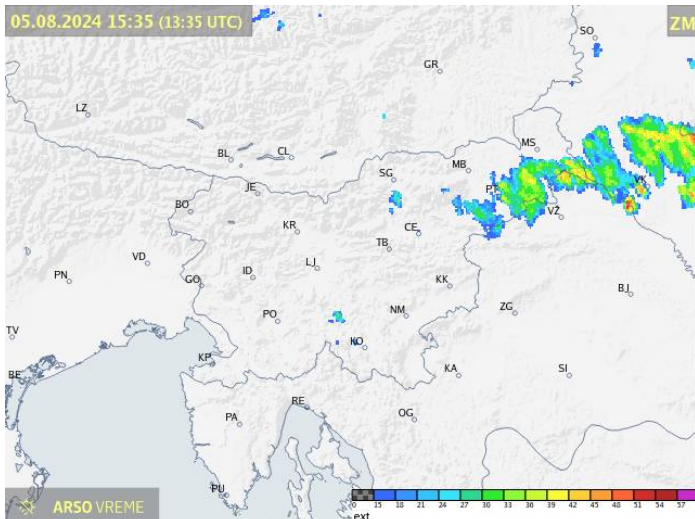 05.08.2024 15:35 (13:35 UTC)
ZM
SO
GR
LZ
MS
BL
CL
MB
SG
VK
PT
JE
BO
VŽ
KR
CE
TB
VD
LJ
PN
GO
ID
KK
BJ
PO
NM
ZG
TV
KO
KP
BE
KA
SI
RE
PA
OG
PU
ARSO VREME
0 15 18 21 24 27 30 33 36 39 42 45 48 51 54 57
ext